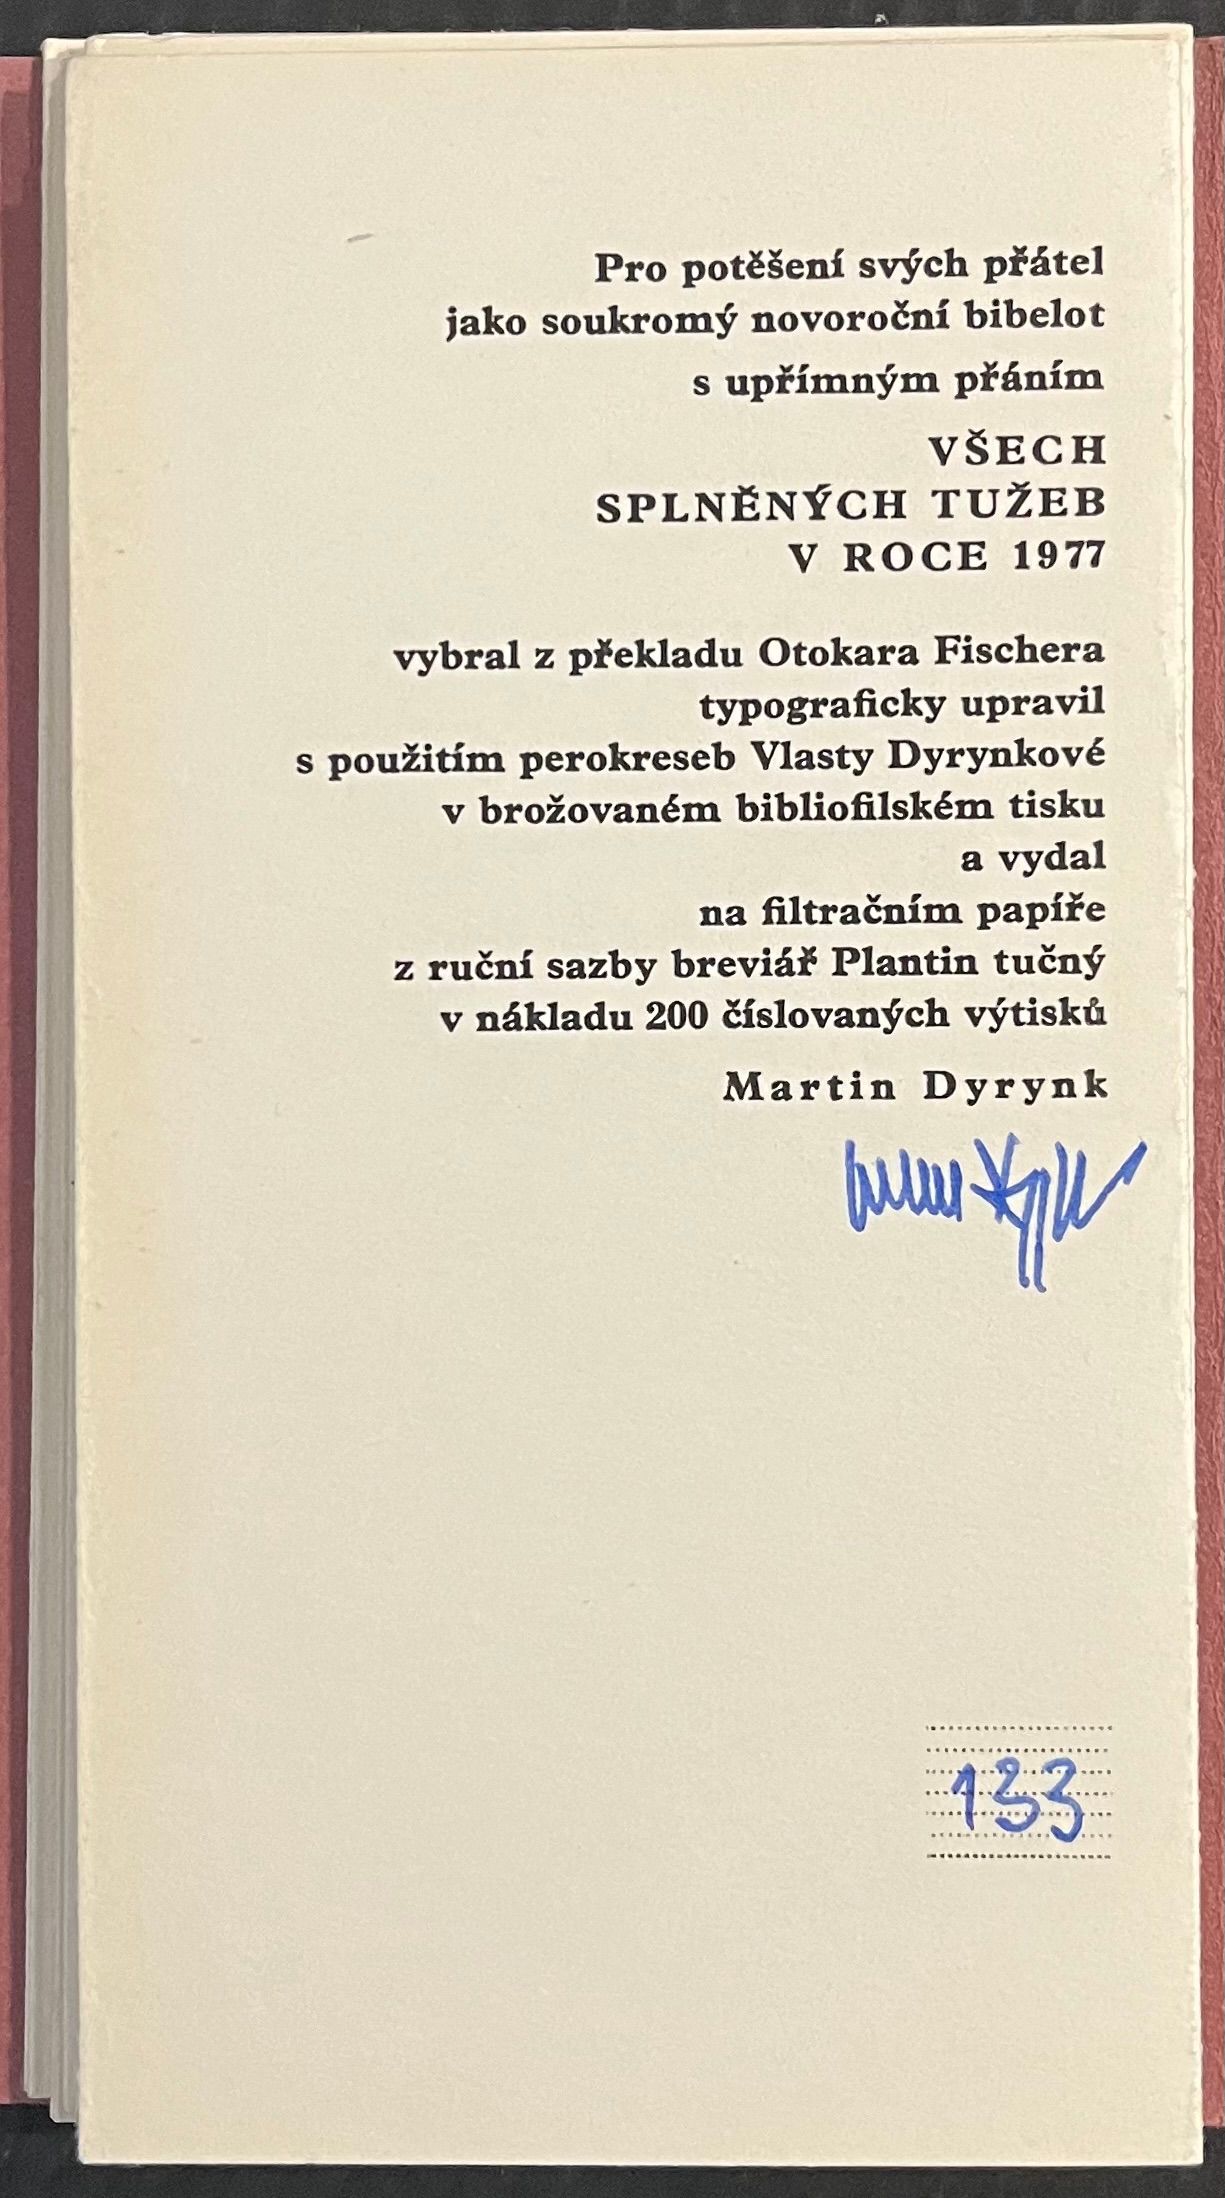 Pro potěšení svých přátel
jako soukromý novoroční bibelot
s upřímným přáním
VŠECH
SPLNĚNÝCH TUŽEB
V ROCE 1977
vybral z překladu Otokara Fischera
typograficky upravil
s použitím perokreseb Vlasty Dyrynkové
v brožovaném bibliofilském tisku
a vydal
na filtračním papíře
z ruční sazby breviář Plantin tučný
v nákladu 200 číslovaných výtisků
Martin Dyrynk
133